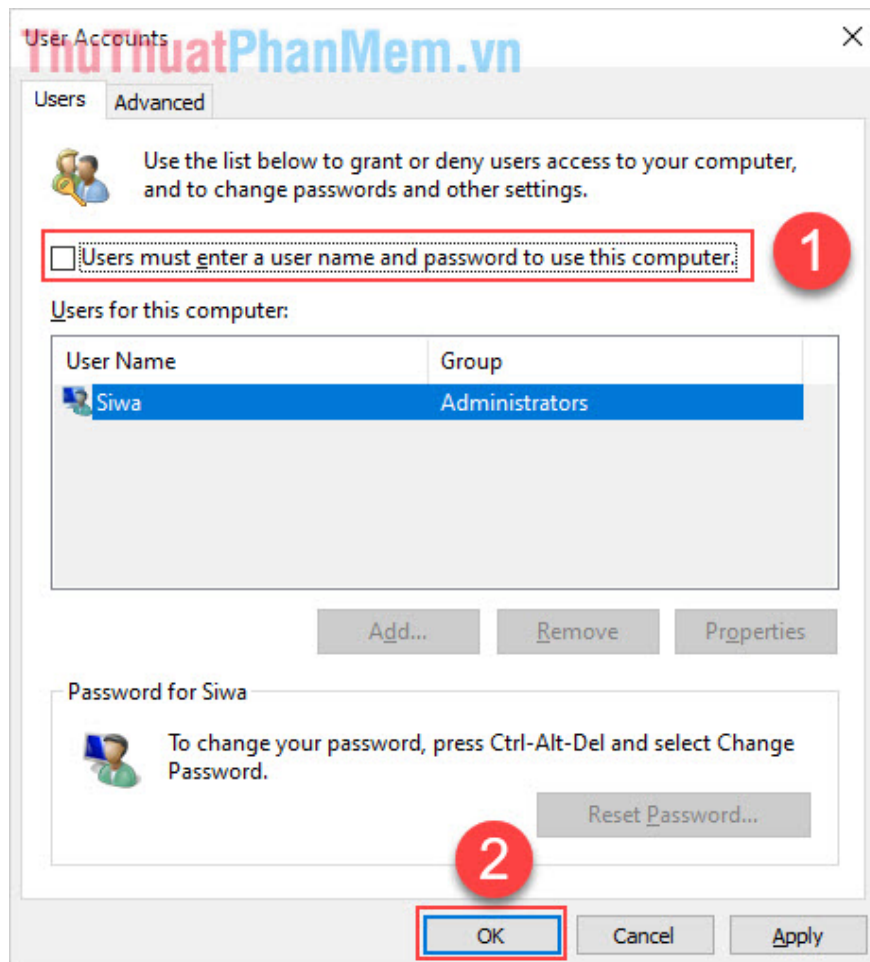 User Accounts
ThuThuatPhanMem.vn
Users
Advanced
Use the list below to grant or deny users access to your computer,
and to change passwords and other settings.
Users must enter a user name and password to use this computer.
1
Users for this computer:
User Name
Group
Siwa
Administrators
Add...
Remove
Properties
Password for Siwa
To change your password, press Ctrl-Alt-Del and select Change
Password.
Reset Password...
2
OK
Cancel
Apply